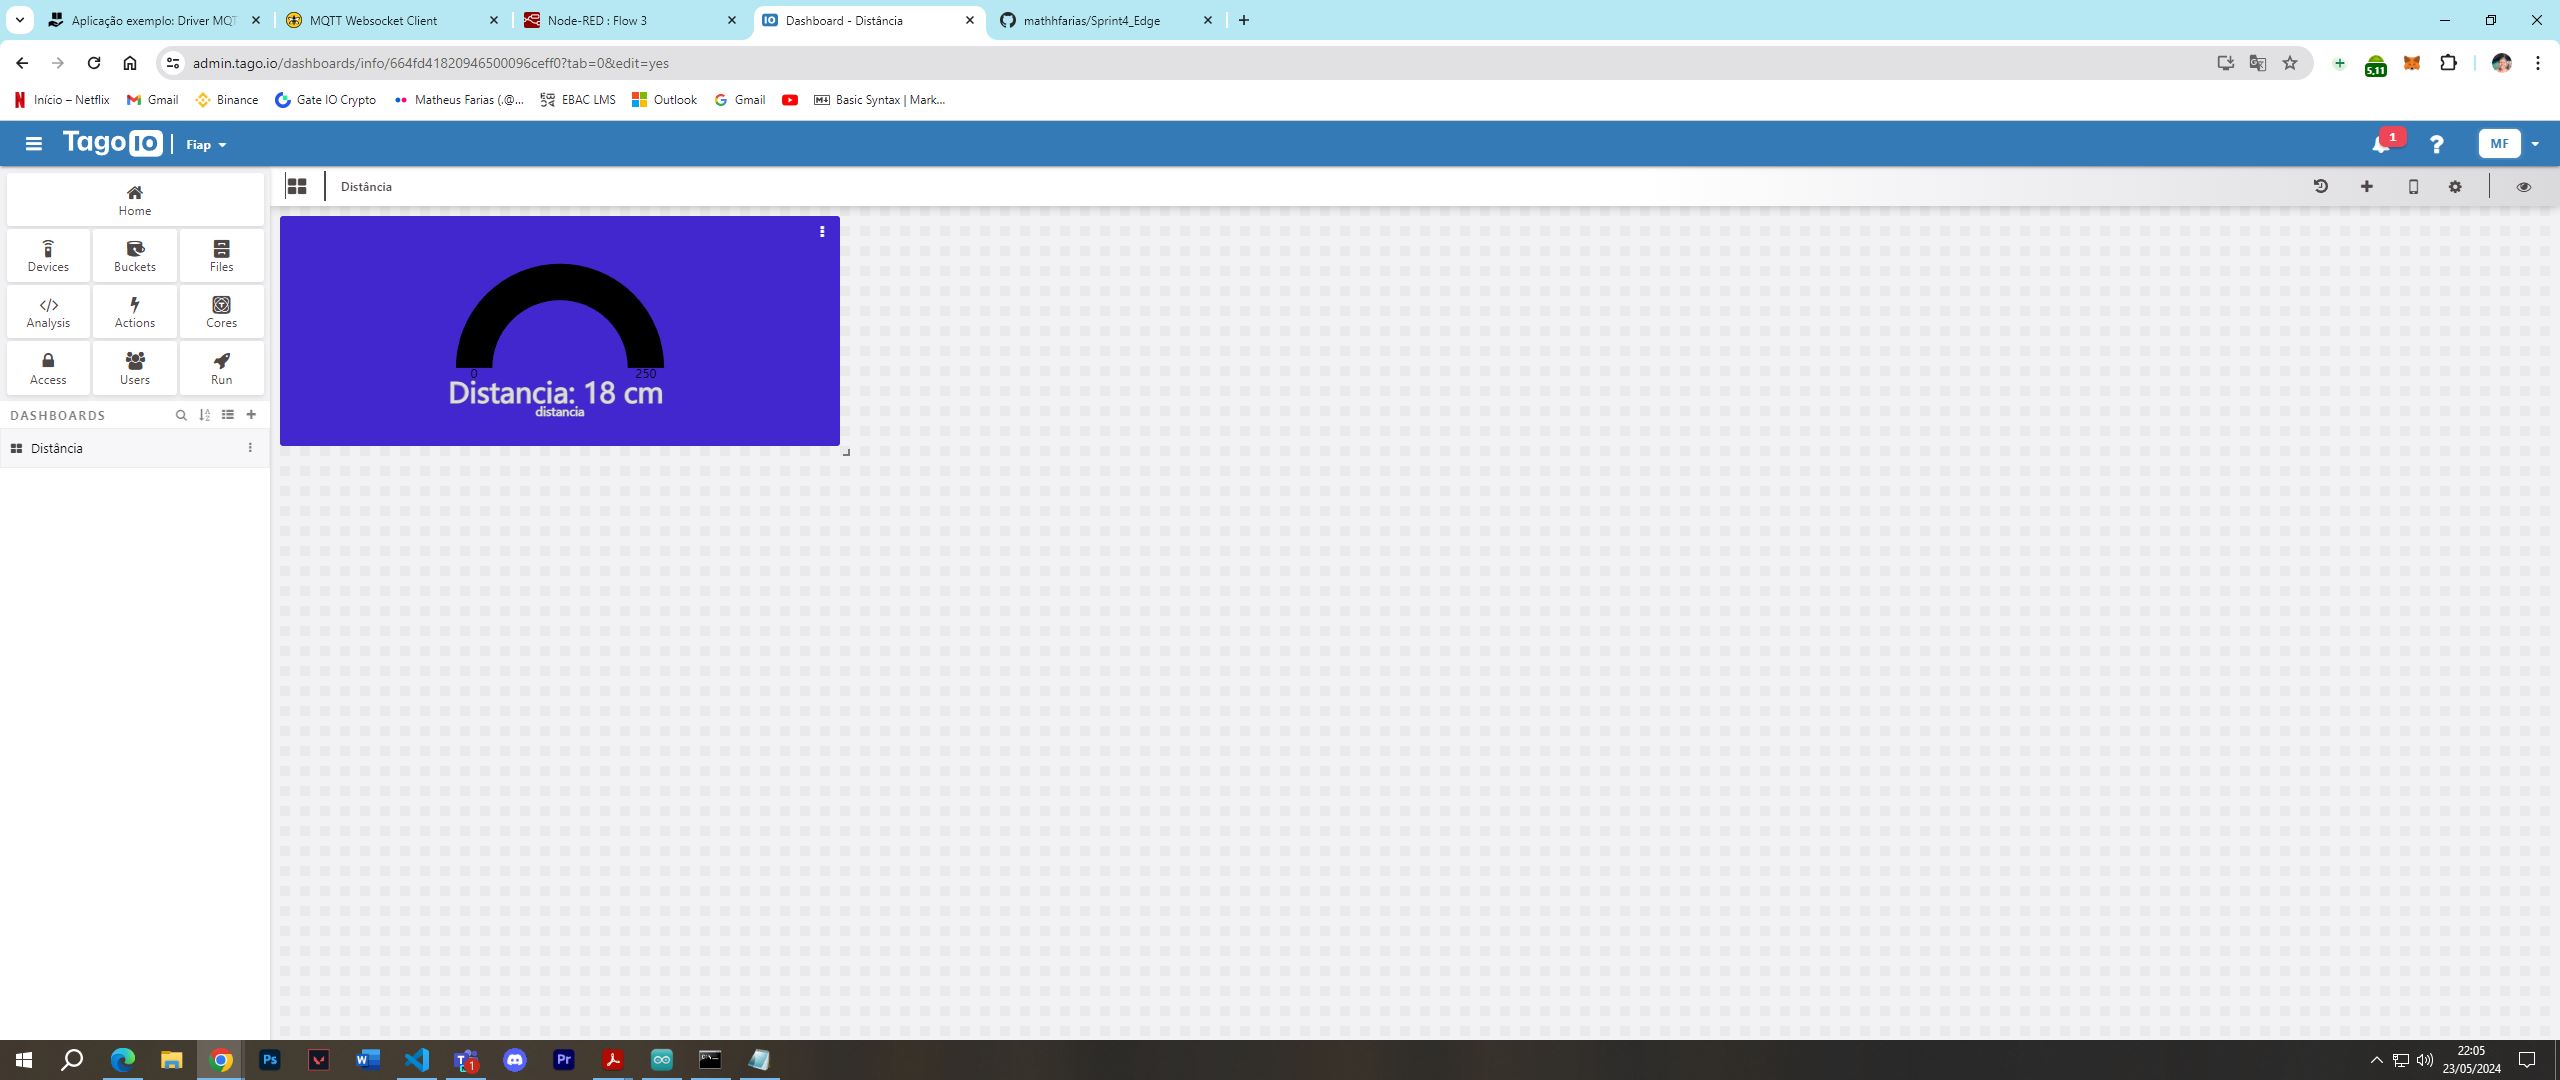 Aplicação exemplo: Driver MQT
MQTT Websocket Client
Node-RED : Flow 3
Dashboard - Distância
mathhfarias/Sprint4_Edge
admin.tago.io/dashboards/info/664fd41820946500096ceff0?tab=0&edit=yes
5,11
Início – Netflix
Gmail
Binance
Gate IO Crypto
Matheus Farias (.@...
EBAC LMS
Outlook
Gmail
Basic Syntax | Mark...
Tago IO
Fiap
1
?
MF
Home
Devices
Buckets
Files
Analysis
Actions
Cores
Access
Users
Run
DASHBOARDS
Distância
Distância
0
250
Distancia: 18 cm
distancia
22:05
23/05/2024